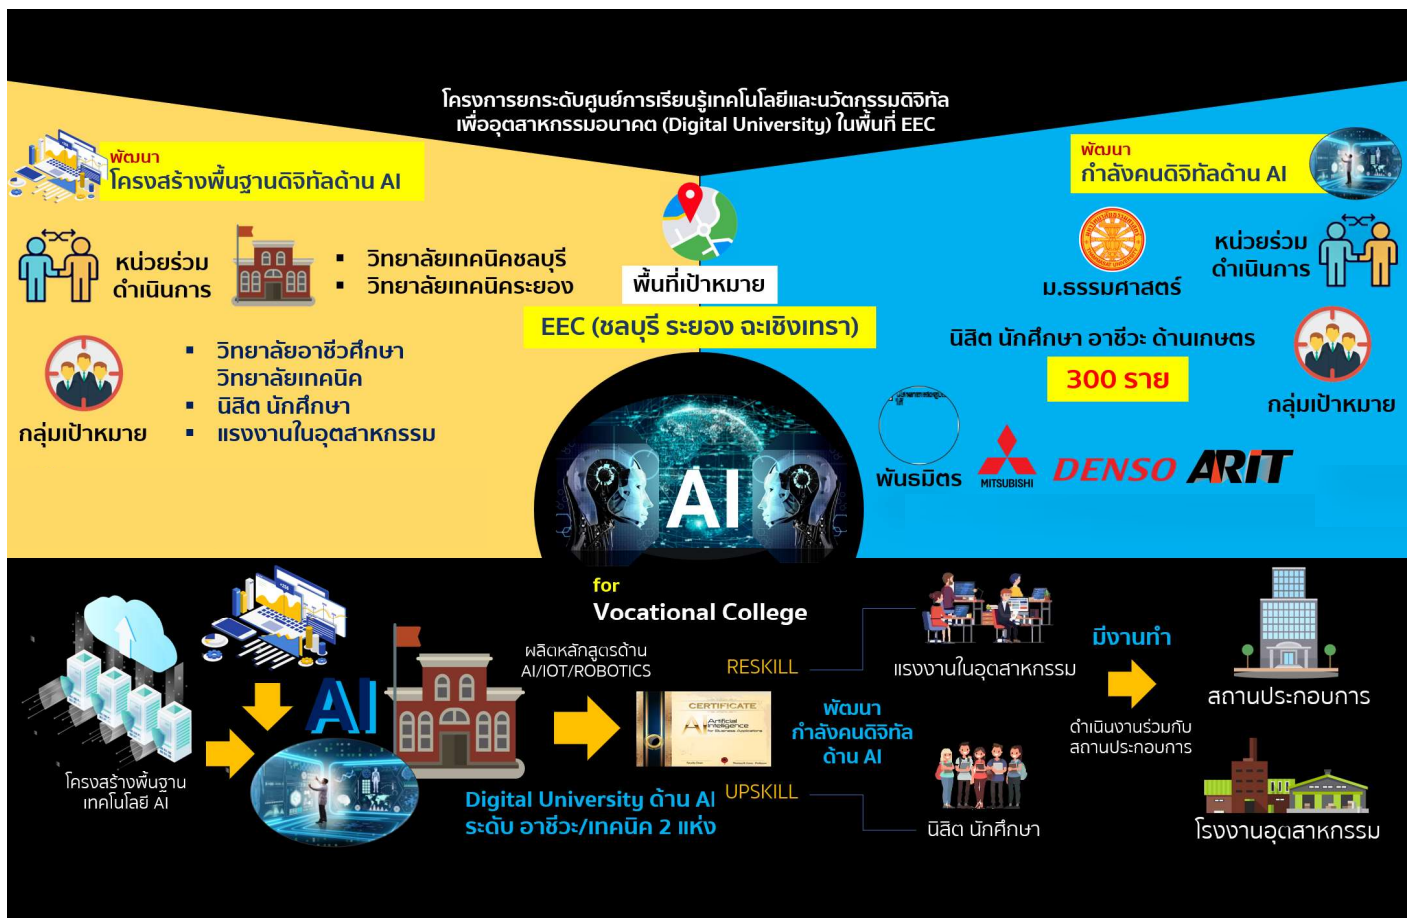 โครงการยกระดับศูนย์การเรียนรู้เทคโนโลยีและนวัตกรรมดิจิทัล
เพื่ออุตสาหกรรมอนาคต (Digital University) ในพื้นที่ EEC
พัฒนา
โครงสร้างพื้นฐานดิจิทัลด้าน AI
หน่วยร่วม
ดำเนินการ
▪ วิทยาลัยเทคนิคชลบุรี
▪ วิทยาลัยเทคนิคระยอง
กลุ่มเป้าหมาย
▪ วิทยาลัยอาชีวศึกษา
วิทยาลัยเทคนิค
▪ นิสิต นักศึกษา
▪ แรงงานในอุตสาหกรรม
พื้นที่เป้าหมาย
EEC (ชลบุรี ระยอง ฉะเชิงเทรา)
AI
for
Vocational College
พัฒนา
กำลังคนดิจิทัลด้าน AI
ม.ธรรมศาสตร์
หน่วยร่วม
ดำเนินการ
นิสิต นักศึกษา อาชีวะ ด้านเกษตร
300 ราย
กลุ่มเป้าหมาย
พันธมิตร
MITSUBISHI
DENSO
ARiT
โครงสร้างพื้นฐาน
เทคโนโลยี AI
AI
ผลิตหลักสูตรด้าน
AI/IOT/ROBOTICS
Digital University ด้าน AI
ระดับ อาชีวะ/เทคนิค 2 แห่ง
RESKILL
CERTIFICATE
AI Artificial
Intelligence
for Business Applications
UPSKILL
พัฒนา
กำลังคนดิจิทัล
ด้าน AI
แรงงานในอุตสาหกรรม
นิสิต นักศึกษา
มีงานทำ
ดำเนินงานร่วมกับ
สถานประกอบการ
สถานประกอบการ
โรงงานอุตสาหกรรม